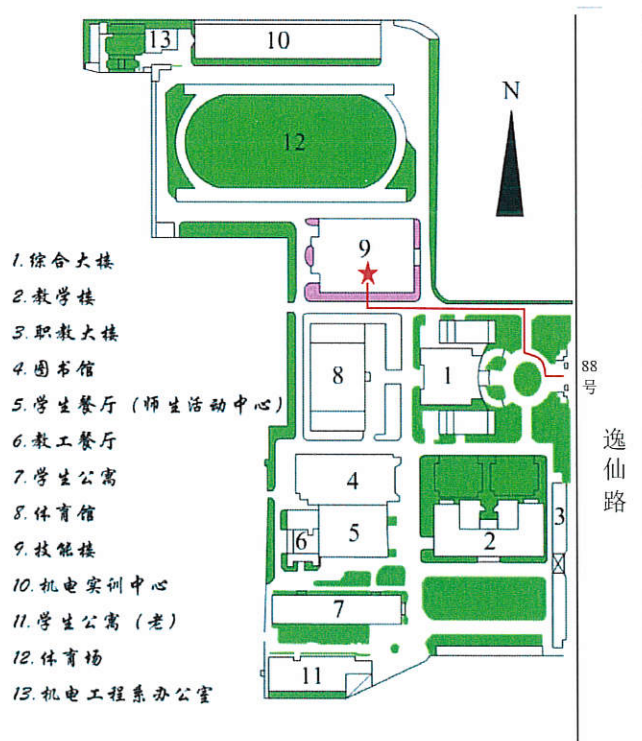 13
10
N
12
9
1.综合大楼
2.教学楼
3.职教大楼
4.图书馆
5.学生餐厅（师生活动中心）
6.教工餐厅
7.学生公寓
8.体育馆
9.技能楼
10.机电实训中心
11.学生公寓（老）
12.体育场
13.机电工程系办公室
8
1
88
号
逸仙路
4
3
5
6
2
7
11